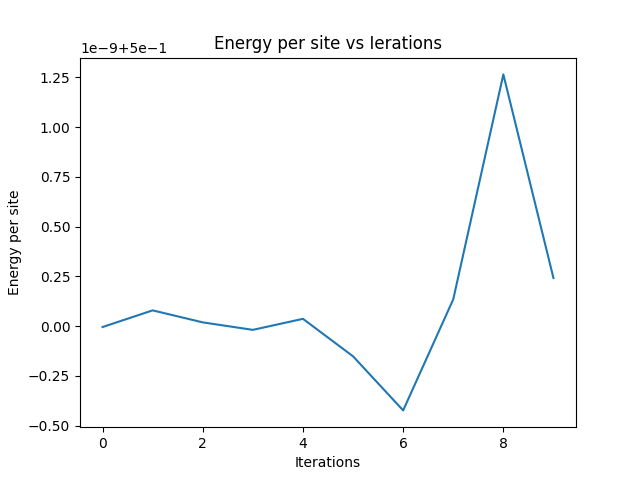 Energy per site vs Ierations
1e−9+5e−1
1.25
1.00
0.75
0.50
0.25
0.00
−0.25
−0.50
Energy per site
0 2 4 6 8
Iterations